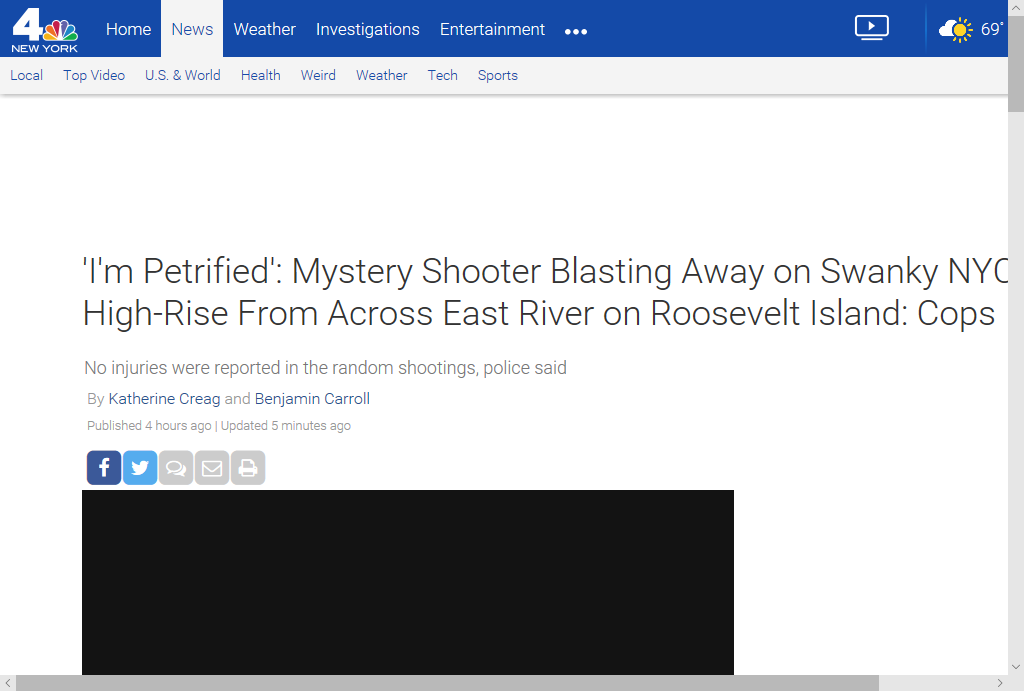 4
NEW YORK
Home News Weather Investigations Entertainment
69°
Local Top Video U.S. & World Health Weird Weather Tech Sports
'I'm Petrified': Mystery Shooter Blasting Away on Swanky NYC
High-Rise From Across East River on Roosevelt Island: Cops
No injuries were reported in the random shootings, police said
By Katherine Creag and Benjamin Carroll
Published 4 hours ago | Updated 5 minutes ago